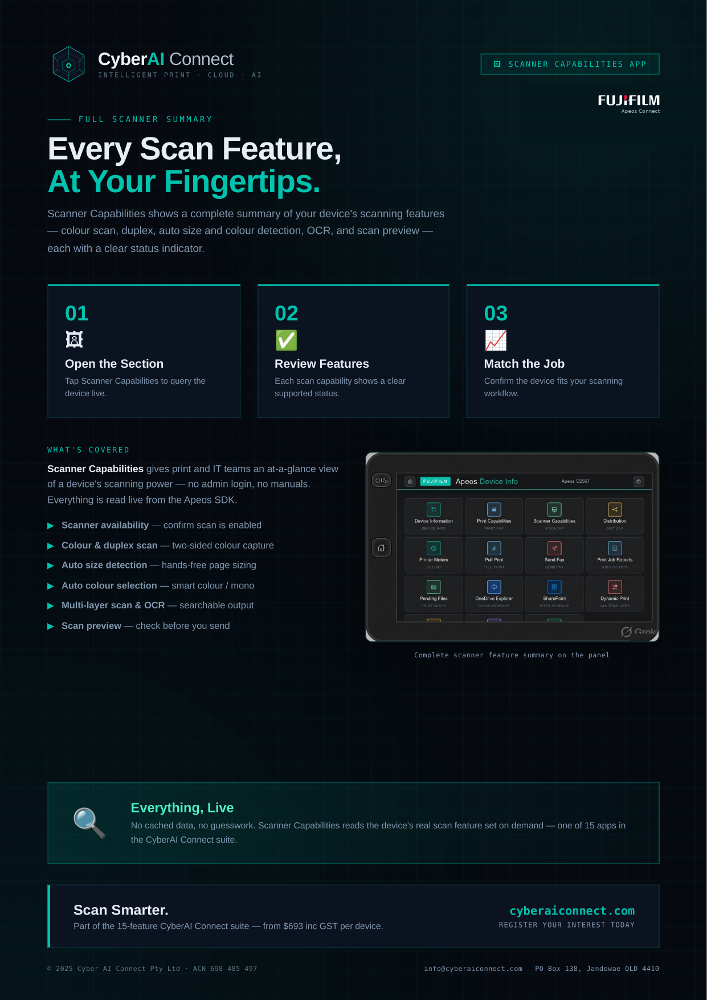 CyberAI Connect
INTELLIGENT PRINT · CLOUD · AI
SCANNER CAPABILITIES APP
FUJIFILM
Apeos Connect
FULL SCANNER SUMMARY
Every Scan Feature,
At Your Fingertips.
Scanner Capabilities shows a complete summary of your device's scanning features
— colour scan, duplex, auto size and colour detection, OCR, and scan preview —
each with a clear status indicator.
01
Open the Section
Tap Scanner Capabilities to query the
device live.
02
Review Features
Each scan capability shows a clear
supported status.
03
Match the Job
Confirm the device fits your scanning
workflow.
WHAT'S COVERED
Scanner Capabilities gives print and IT teams an at-a-glance view
of a device's scanning power — no admin login, no manuals.
Everything is read live from the Apeos SDK.
▶ Scanner availability — confirm scan is enabled
▶ Colour & duplex scan — two-sided colour capture
▶ Auto size detection — hands-free page sizing
▶ Auto colour selection — smart colour / mono
▶ Multi-layer scan & OCR — searchable output
▶ Scan preview — check before you send
FUJIFILM Apeos Device Info Apeos C2567
Device Information Print Capabilities Scanner Capabilities Distribution
DEVICE.INFO PRINT.CAP SCAN.CAP DIST.CAP
Printer Meters Pull Print Send Fax Print Job Reports
BILLING PULL.PRINT SEND.FAX JOBS.HISTORY
Pending Files OneDrive Explorer SharePoint Dynamic Print
PRINT.QUEUE CLOUD.STORAGE SITES.STORAGE VAR.TEMPLATES
Grok
Complete scanner feature summary on the panel
Everything, Live
No cached data, no guesswork. Scanner Capabilities reads the device's real scan feature set on demand — one of 15 apps in
the CyberAI Connect suite.
Scan Smarter.
Part of the 15-feature CyberAI Connect suite — from $693 inc GST per device.
cyberaiconnect.com
REGISTER YOUR INTEREST TODAY
© 2025 Cyber AI Connect Pty Ltd · ACN 698 485 497
info@cyberaiconnect.com PO Box 138, Jandowae QLD 4410